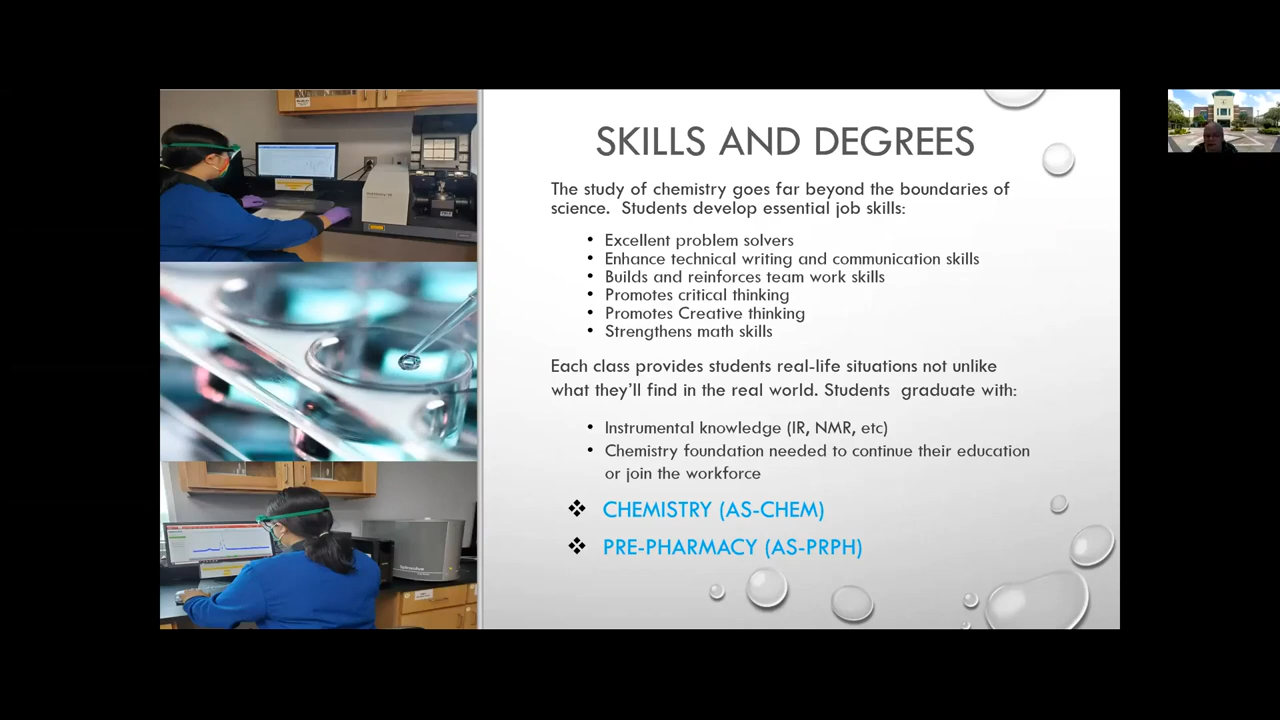 SKILLS AND DEGREES
The study of chemistry goes far beyond the boundaries of
science.  Students develop essential job skills:
• Excellent problem solvers
• Enhance technical writing and communication skills
• Builds and reinforces team work skills
• Promotes critical thinking
• Promotes Creative thinking
• Strengthens math skills
Each class provides students real-life situations not unlike
what they'll find in the real world. Students  graduate with:
• Instrumental knowledge (IR, NMR, etc)
• Chemistry foundation needed to continue their education
or join the workforce
❖ CHEMISTRY (AS-CHEM)
❖ PRE-PHARMACY (AS-PRPH)